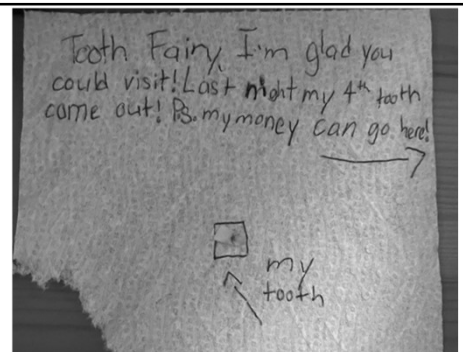 Tooth Fairy, I'm glad you
could visit! Last night my 4th tooth
come out! Ps. my money can go here!
my
tooth